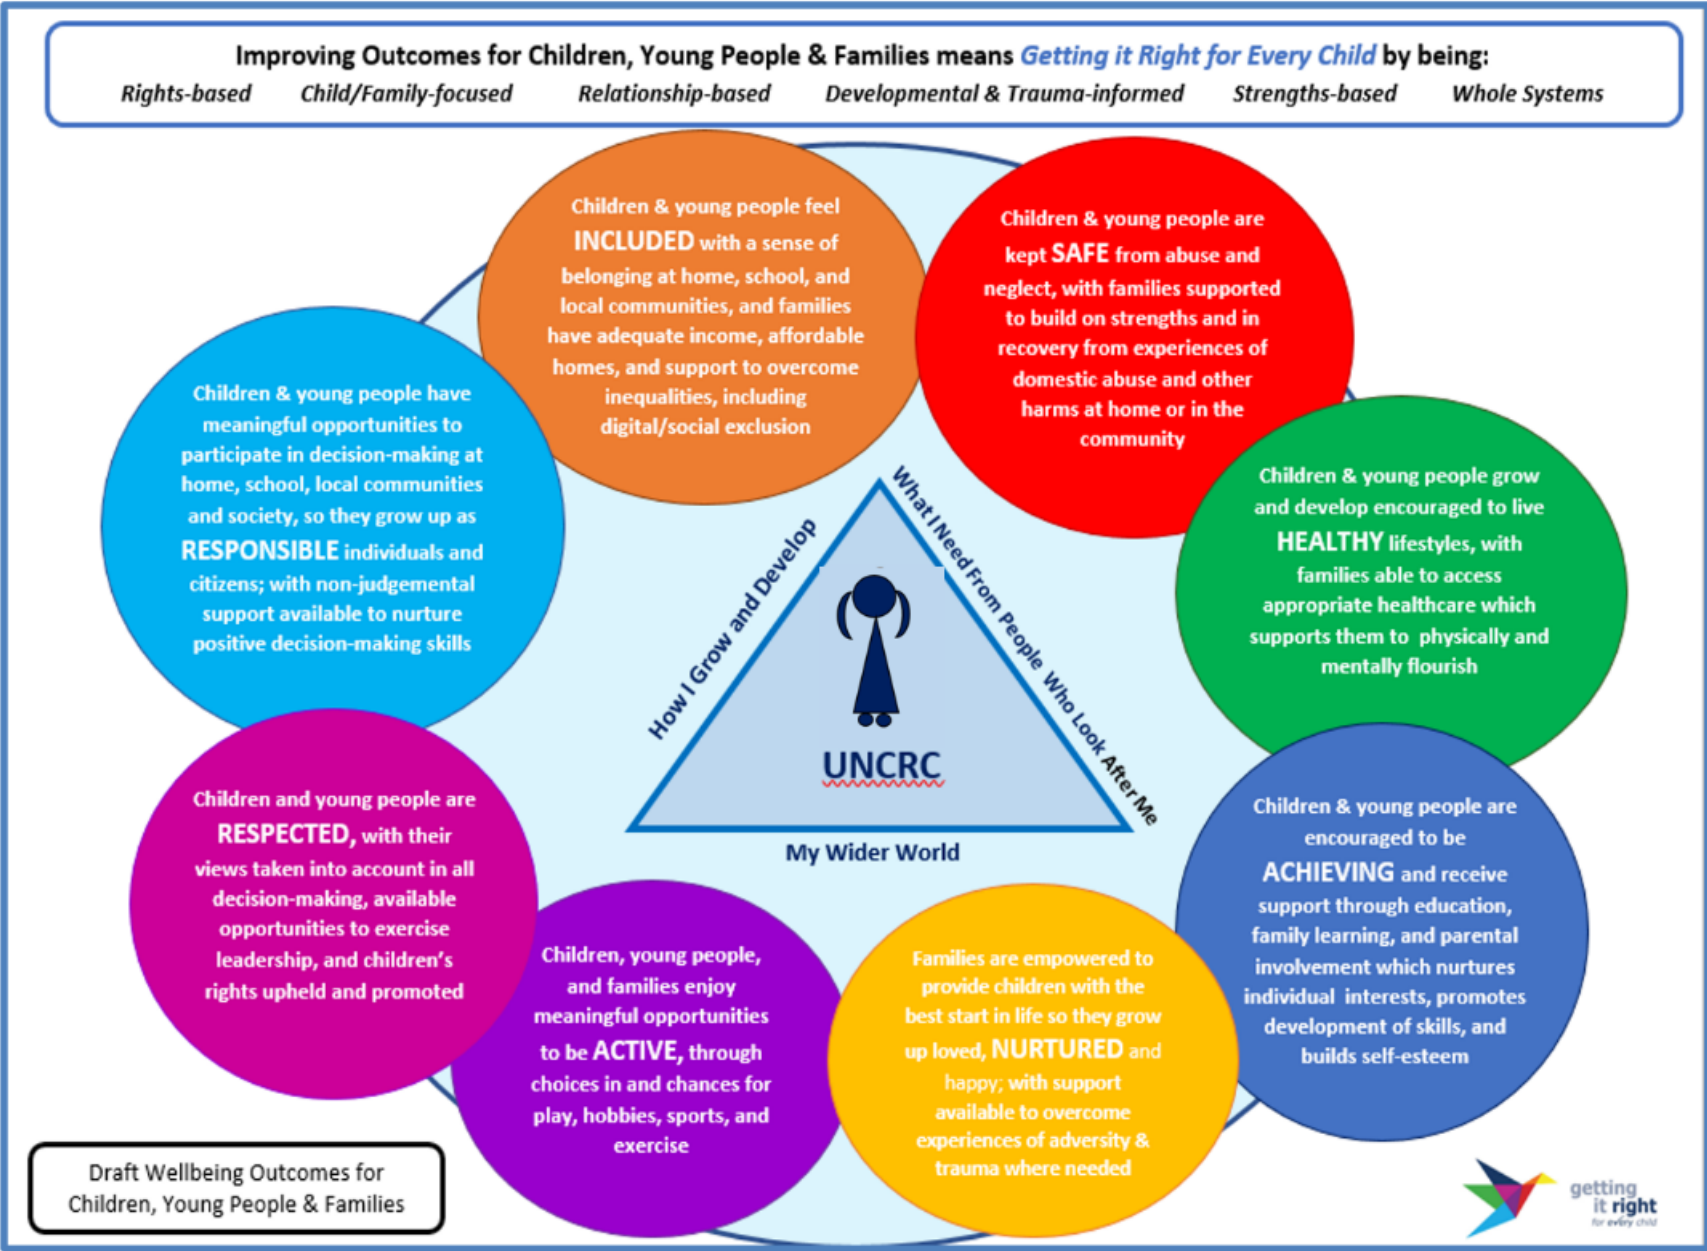 Improving Outcomes for Children, Young People & Families means Getting it Right for Every Child by being:
Rights-based Child/Family-focused Relationship-based Developmental & Trauma-informed Strengths-based Whole Systems
Children & young people feel
INCLUDED with a sense of
belonging at home, school, and
local communities, and families
have adequate income, affordable
homes, and support to overcome
inequalities, including
digital/social exclusion
Children & young people are
kept SAFE from abuse and
neglect, with families supported
to build on strengths and in
recovery from experiences of
domestic abuse and other
harms at home or in the
community
Children & young people grow
and develop encouraged to live
HEALTHY lifestyles, with
families able to access
appropriate healthcare which
supports them to physically and
mentally flourish
Children & young people are
encouraged to be
ACHIEVING and receive
support through education,
family learning, and parental
involvement which nurtures
individual interests, promotes
development of skills, and
builds self-esteem
Families are empowered to
provide children with the
best start in life so they grow
up loved, NURTURED and
happy; with support
available to overcome
experiences of adversity &
trauma where needed
Children, young people,
and families enjoy
meaningful opportunities
to be ACTIVE, through
choices in and chances for
play, hobbies, sports, and
exercise
Children and young people are
RESPECTED, with their
views taken into account in all
decision-making, available
opportunities to exercise
leadership, and children's
rights upheld and promoted
Children & young people have
meaningful opportunities to
participate in decision-making at
home, school, local communities
and society, so they grow up as
RESPONSIBLE individuals and
citizens; with non-judgemental
support available to nurture
positive decision-making skills
How I Grow and Develop
What I Need From People Who Look After Me
UNCRC
My Wider World
Draft Wellbeing Outcomes for
Children, Young People & Families
getting
it right
for every child